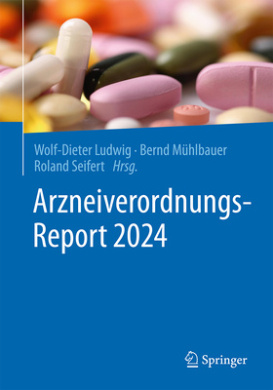 Wolf-Dieter Ludwig · Bernd Mühlbauer
Roland Seifert Hrsg.
Arzneiverordnungs-
Report 2024
Springer